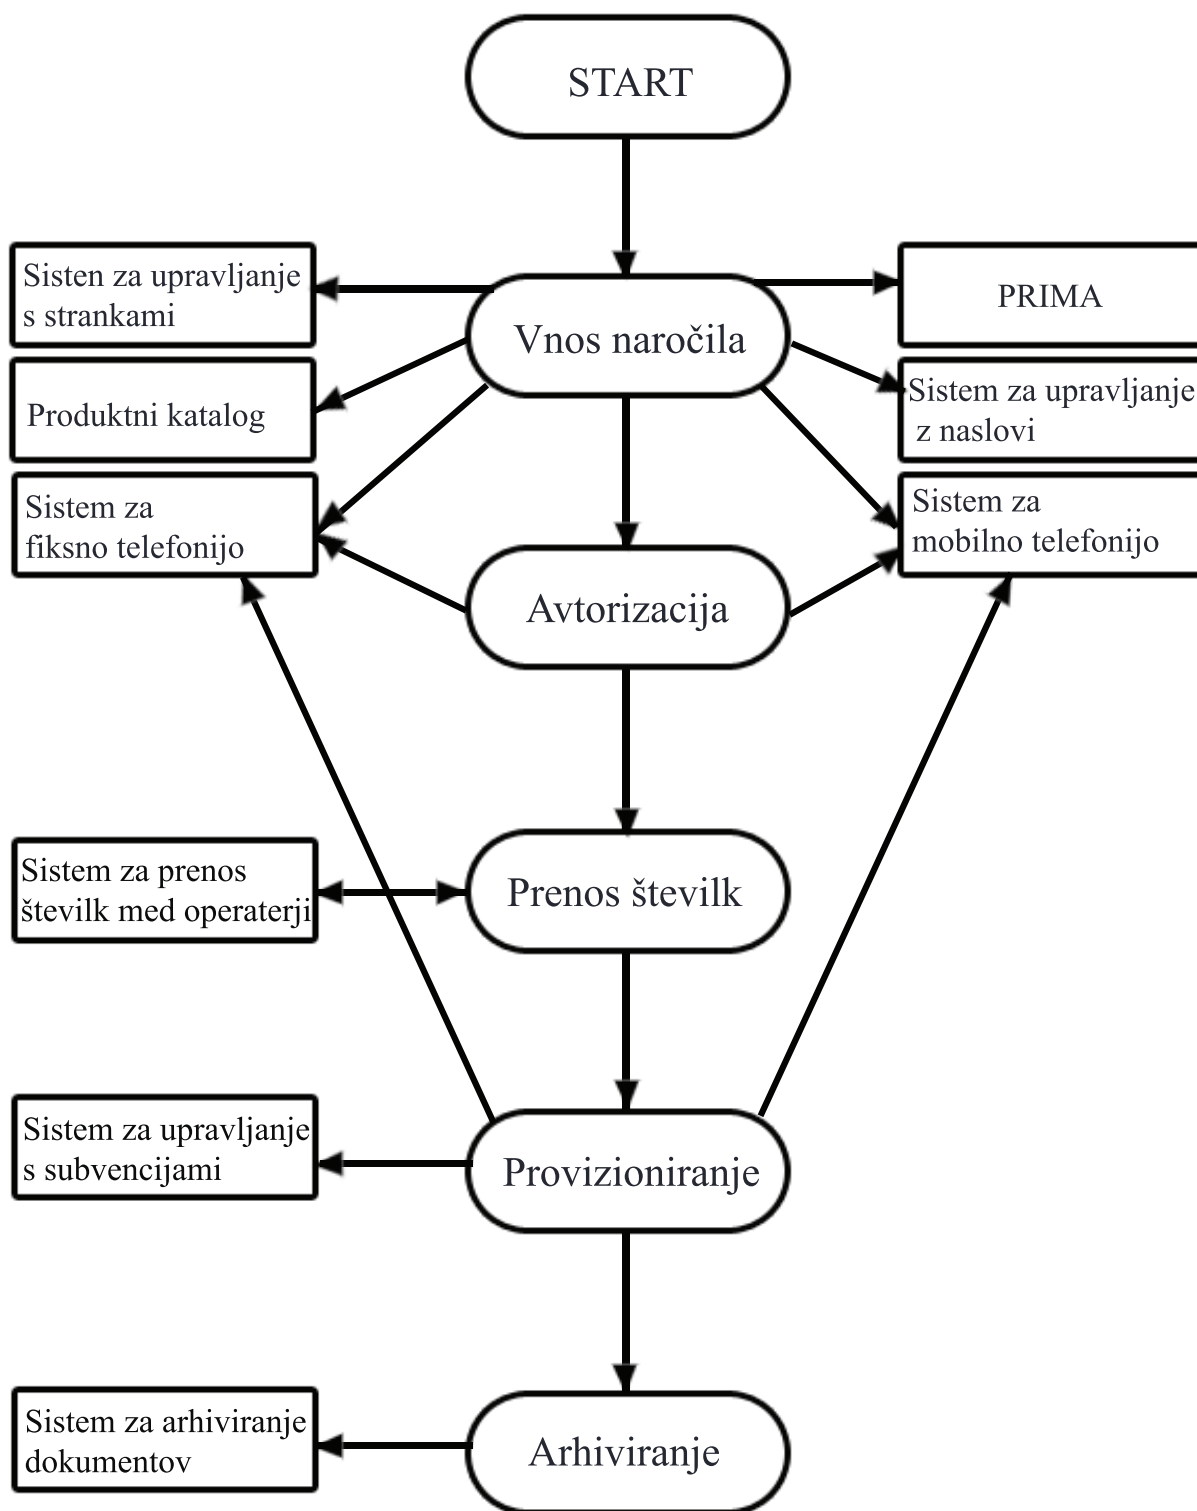 START
Sisten za upravljanje
s strankami
Vnos naročila
PRIMA
Produktni katalog
Sistem za upravljanje
z naslovi
Sistem za
fiksno telefonijo
Sistem za
mobilno telefonijo
Avtorizacija
Sistem za prenos
številk med operaterji
Prenos številk
Sistem za upravljanje
s subvencijami
Provizioniranje
Sistem za arhiviranje
dokumentov
Arhiviranje